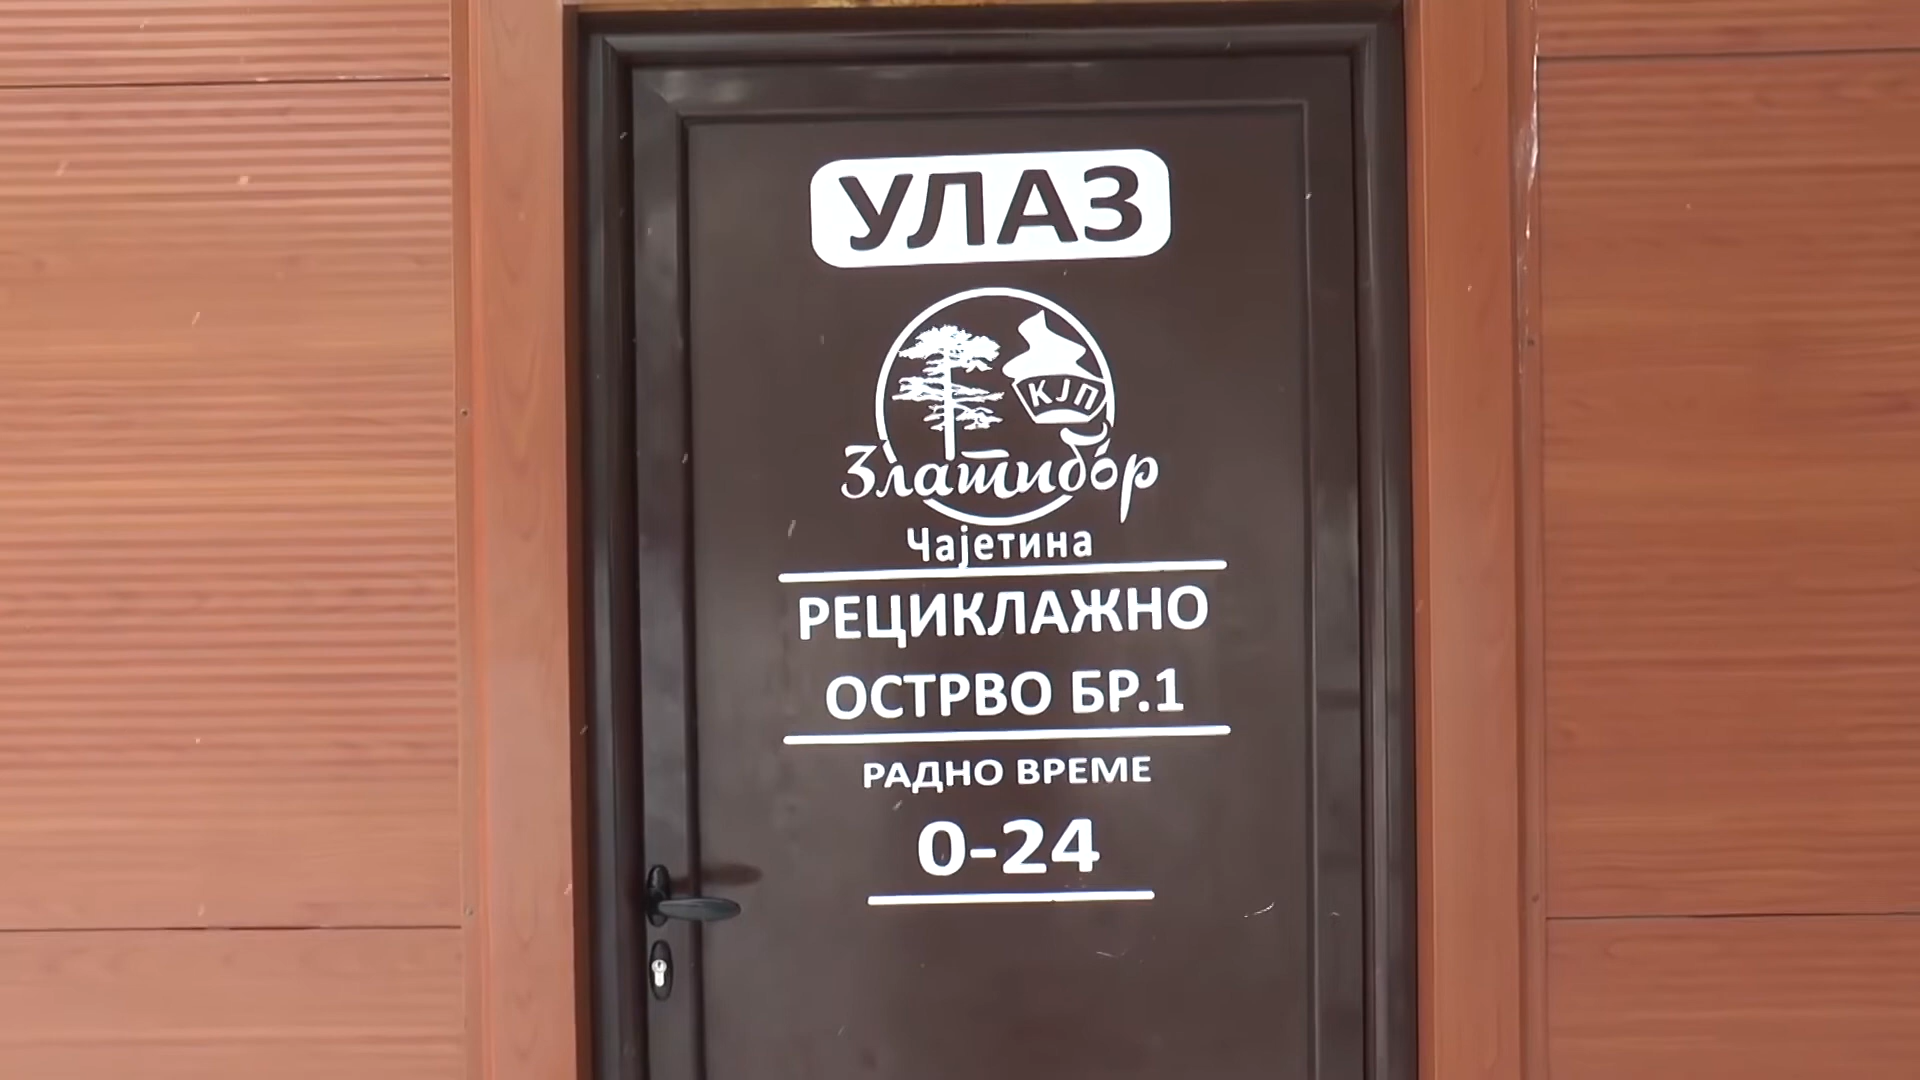 УЛАЗ
КЈП
Златибор
Чајетина
РЕЦИКЛАЖНО
ОСТРВО БР.1
РАДНО ВРЕМЕ
0-24